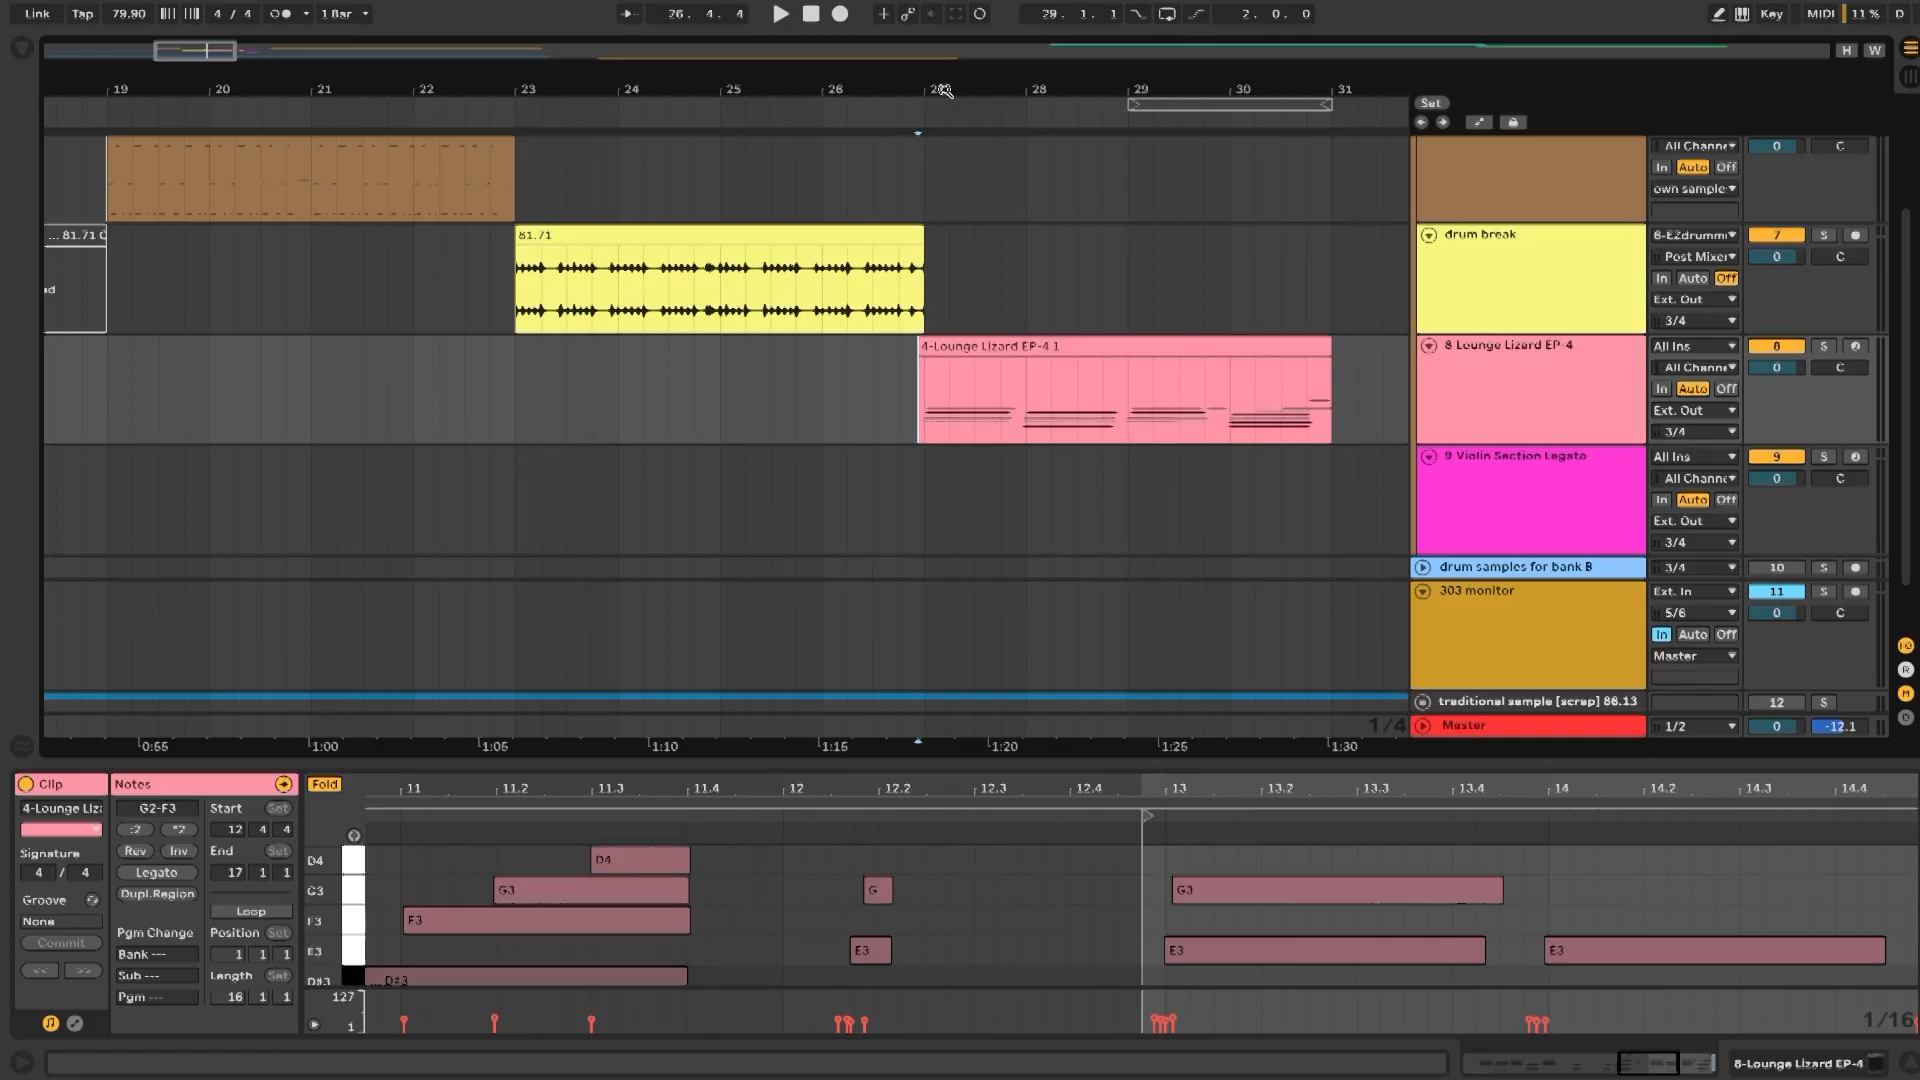 Link Tap 79.90 4 / 4 1 Bar 26. 4. 4 29. 1. 1 2. 0. 0 Key MIDI 11 % D
H W
19 20 21 22 23 24 25 26 28 29 30 31
Set
All Channe 0 C
In Auto Off
own sample
... 81.71 81.71 drum break 8-EZdrumm 7 S
Post Mixer 0 C
In Auto Off
Ext. Out
3/4
4-Lounge Lizard EP-4 1 8 Lounge Lizard EP-4 All Ins 8 S
All Channe 0 C
In Auto Off
Ext. Out
3/4
9 Violin Section Legato All Ins 9 S
All Channe 0 C
In Auto Off
Ext. Out
3/4
drum samples for bank B 3/4 10 S
303 monitor Ext. In 11 S
5/6 0 C
In Auto Off
Master
traditional sample [scrap] 86.13 12 S
1/4 Master 1/2 0 -12.1
0:55 1:00 1:05 1:10 1:15 1:20 1:25 1:30
Clip Notes Fold 11 11.2 11.3 11.4 12 12.2 12.3 12.4 13 13.2 13.3 13.4 14 14.2 14.3 14.4
4-Lounge Liz G2-F3 Start Set
:2 *2 12 4 4
Signature Rev Inv End Set
4 / 4 Legato 17 1 1
Dupl.Region
Groove
None Loop
Commit Pgm Change Position Set
<< >> Bank --- 1 1 1
Sub --- Length Set
Pgm --- 16 1 1
D4 D4
G3 G3 G G3
F3 F3
E3 E3 E3 E3
D#3 D#3
127
1
1/16
8-Lounge Lizard EP-4